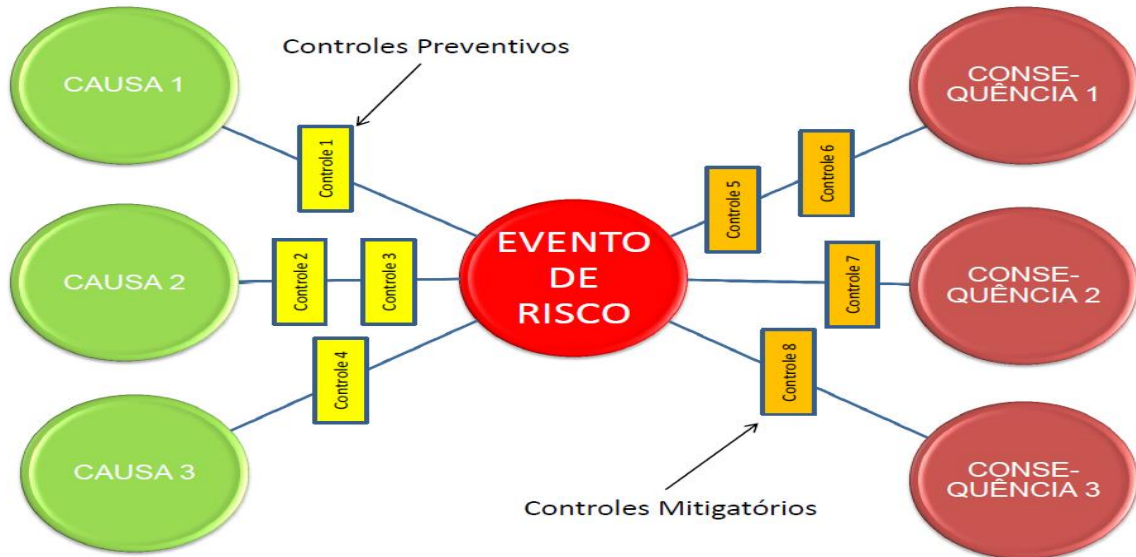 Controles Preventivos
CAUSA 1
CONSE-
QUÊNCIA 1
Controle 1
Controle 5
Controle 6
CAUSA 2
Controle 2
Controle 3
EVENTO
DE
RISCO
Controle 7
CONSE-
QUÊNCIA 2
CAUSA 3
Controle 4
Controle 8
CONSE-
QUÊNCIA 3
Controles Mitigatórios